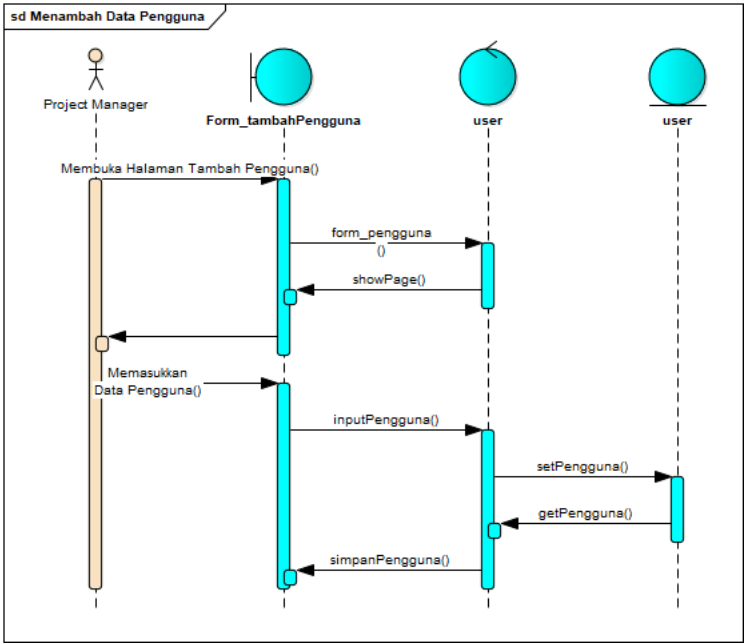 sd Menambah Data Pengguna
Project Manager
Form_tambahPengguna
user
user
Membuka Halaman Tambah Pengguna()
form_pengguna
()
showPage()
Memasukkan
Data Pengguna()
inputPengguna()
setPengguna()
getPengguna()
simpanPengguna()